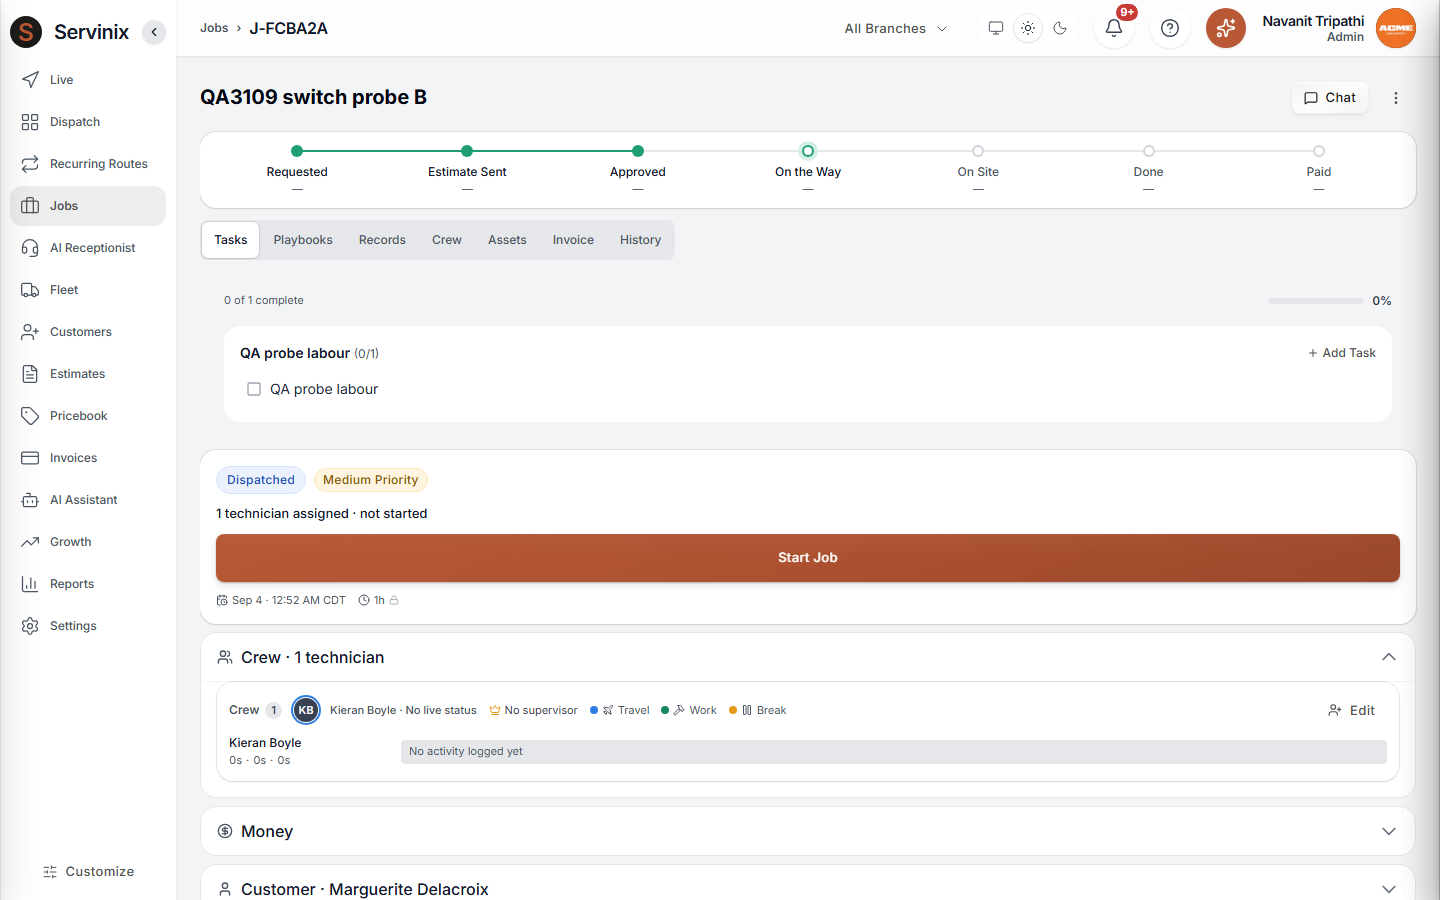 Servinix
Jobs › J-FCBA2A
All Branches
9+
Navanit Tripathi
Admin
ACME
Live
Dispatch
Recurring Routes
Jobs
AI Receptionist
Fleet
Customers
Estimates
Pricebook
Invoices
AI Assistant
Growth
Reports
Settings
Customize
QA3109 switch probe B
Chat
Requested
Estimate Sent
Approved
On the Way
On Site
Done
Paid
— — — — — — —
Tasks
Playbooks
Records
Crew
Assets
Invoice
History
0 of 1 complete
0%
QA probe labour (0/1)
+ Add Task
QA probe labour
Dispatched
Medium Priority
1 technician assigned · not started
Start Job
Sep 4 · 12:52 AM CDT
1h
Crew · 1 technician
Crew 1
KB
Kieran Boyle · No live status
No supervisor
Travel
Work
Break
Edit
Kieran Boyle
0s · 0s · 0s
No activity logged yet
Money
Customer · Marguerite Delacroix